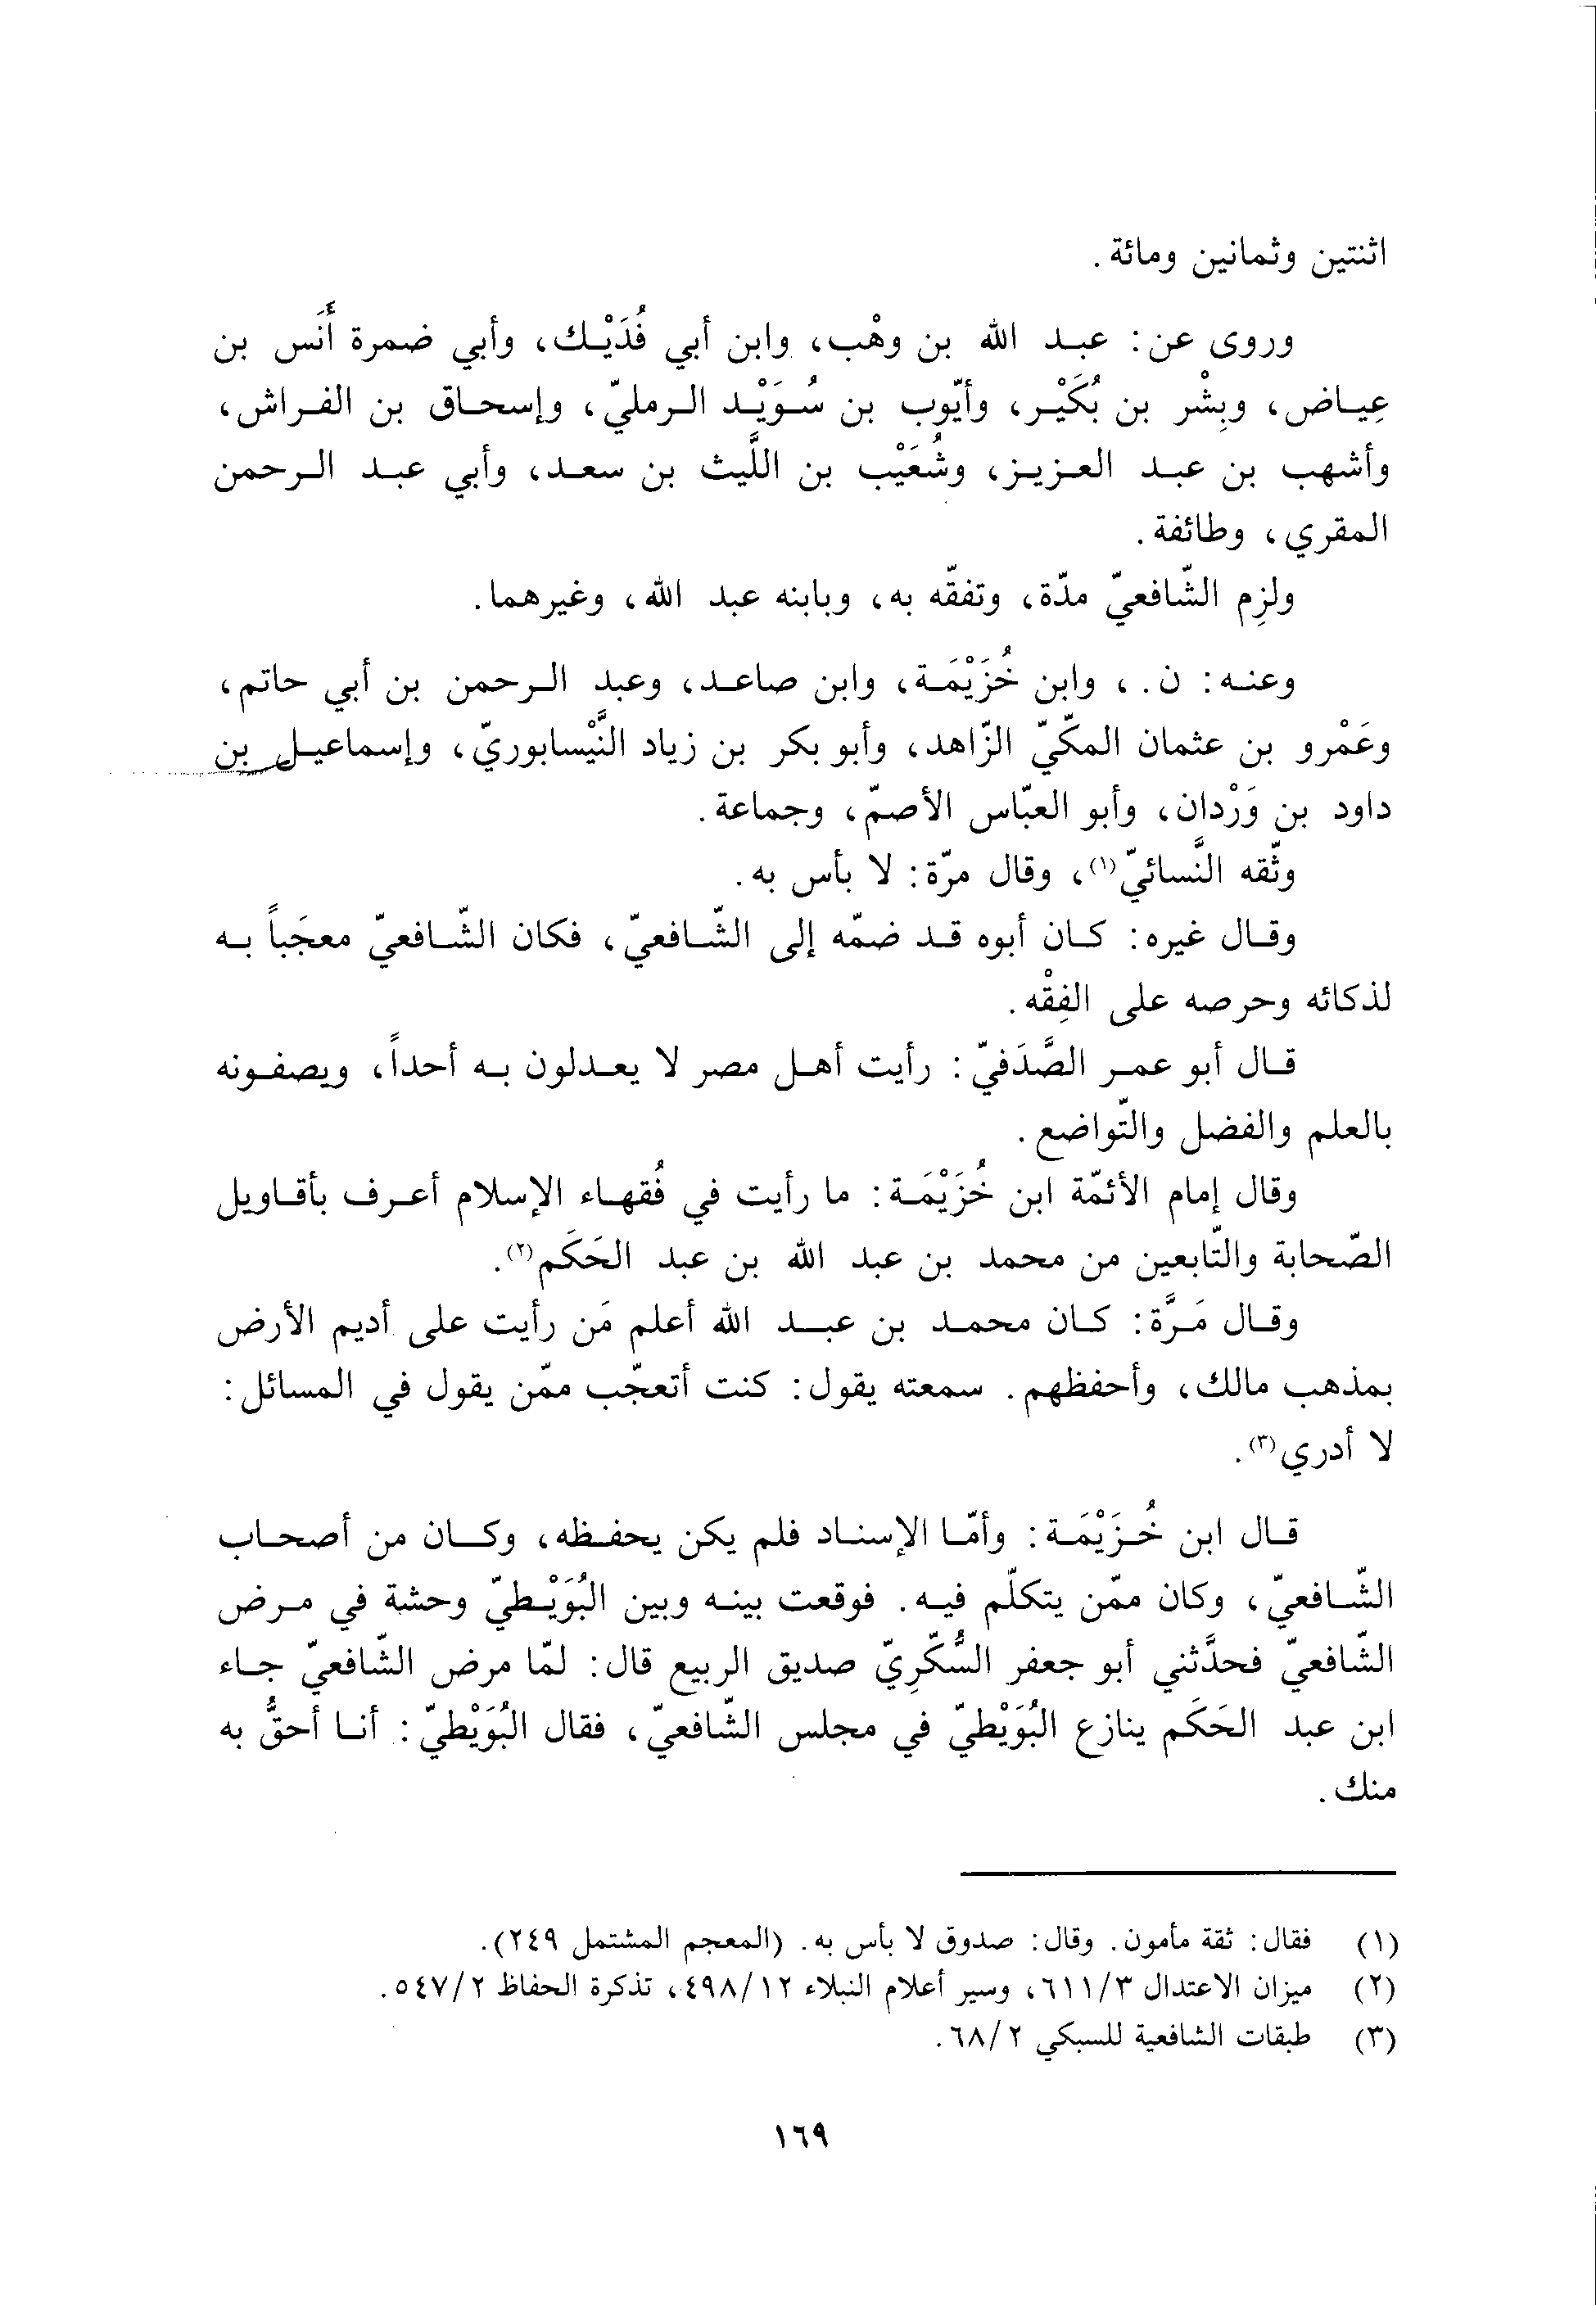 اثنتين وثمانين ومائة.
وروى عن: عبد الله بن وهْب، وابن أبي فُدَيْك، وأبي ضمرة أَنَس بن
عِياض، وبِشْر بن بُكَيْر، وأيّوب بن سُوَيْد الرمليّ، وإسحاق بن الفراش،
وأشهب بن عبد العزيز، وشُعَيْب بن اللَّيث بن سعد، وأبي عبد الرحمن
المقري، وطائفة.
ولزِم الشّافعيّ مدّة، وتفقّه به، وبابنه عبد الله، وغيرهما.
وعنه: ن.، وابن خُزَيْمَة، وابن صاعد، وعبد الرحمن بن أبي حاتم،
وعَمْرو بن عثمان المكّيّ الزّاهد، وأبو بكر بن زياد النَّيْسابوريّ، وإسماعيل بن
داود بن وَرْدان، وأبو العبّاس الأصمّ، وجماعة.
وثّقه النَّسائيّ(١)، وقال مرّة: لا بأس به.
وقال غيره: كان أبوه قد ضمّه إلى الشّافعيّ، فكان الشّافعيّ معجَباً به
لذكائه وحرصه على الفِقْه.
قال أبو عمر الصَّدَفيّ: رأيت أهل مصر لا يعدلون به أحداً، ويصفونه
بالعلم والفضل والتّواضع.
وقال إمام الأئمّة ابن خُزَيْمَة: ما رأيت في فُقهاء الإسلام أعرف بأقاويل
الصّحابة والتّابعين من محمد بن عبد الله بن عبد الحَكَم(٢).
وقال مَرَّة: كان محمد بن عبد الله أعلم مَن رأيت على أديم الأرض
بمذهب مالك، وأحفظهم. سمعته يقول: كنت أتعجّب ممّن يقول في المسائل:
لا أدري(٣).
قال ابن خُزَيْمَة: وأمّا الإسناد فلم يكن يحفظه، وكان من أصحاب
الشّافعيّ، وكان ممّن يتكلّم فيه. فوقعت بينه وبين البُوَيْطيّ وحشة في مرض
الشّافعيّ فحدَّثني أبو جعفر السُّكّرِيّ صديق الربيع قال: لمّا مرض الشّافعيّ جاء
ابن عبد الحَكَم ينازع البُوَيْطيّ في مجلس الشّافعيّ، فقال البُوَيْطيّ: أنا أحقُّ به
منك.
(١) فقال: ثقة مأمون. وقال: صدوق لا بأس به. (المعجم المشتمل ٢٤٩).
(٢) ميزان الاعتدال ٦١١/٣، وسير أعلام النبلاء ٤٩٨/١٢، تذكرة الحفاظ ٥٤٧/٢.
(٣) طبقات الشافعية للسبكي ٦٨/٢.
١٦٩